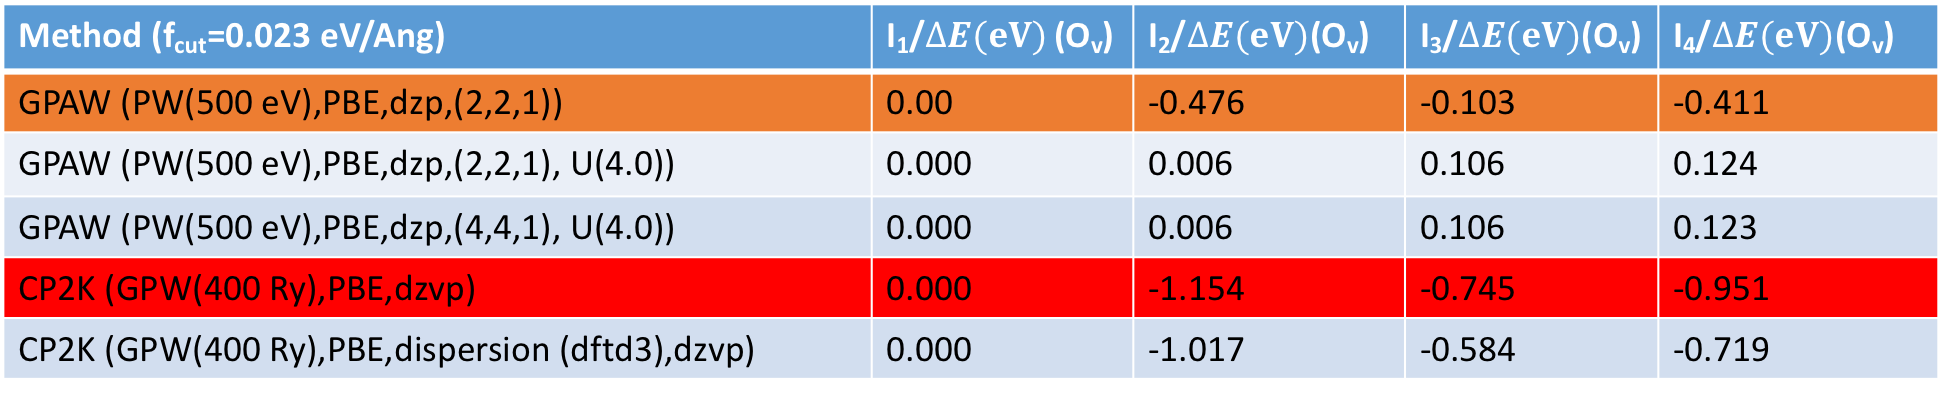 Method (fcut=0.023 eV/Ang) I1/ΔE(eV) (Ov) I2/ΔE(eV)(Ov) I3/ΔE(eV)(Ov) I4/ΔE(eV)(Ov)
GPAW (PW(500 eV),PBE,dzp,(2,2,1)) 0.00 -0.476 -0.103 -0.411
GPAW (PW(500 eV),PBE,dzp,(2,2,1), U(4.0)) 0.000 0.006 0.106 0.124
GPAW (PW(500 eV),PBE,dzp,(4,4,1), U(4.0)) 0.000 0.006 0.106 0.123
CP2K (GPW(400 Ry),PBE,dzvp) 0.000 -1.154 -0.745 -0.951
CP2K (GPW(400 Ry),PBE,dispersion (dftd3),dzvp) 0.000 -1.017 -0.584 -0.719